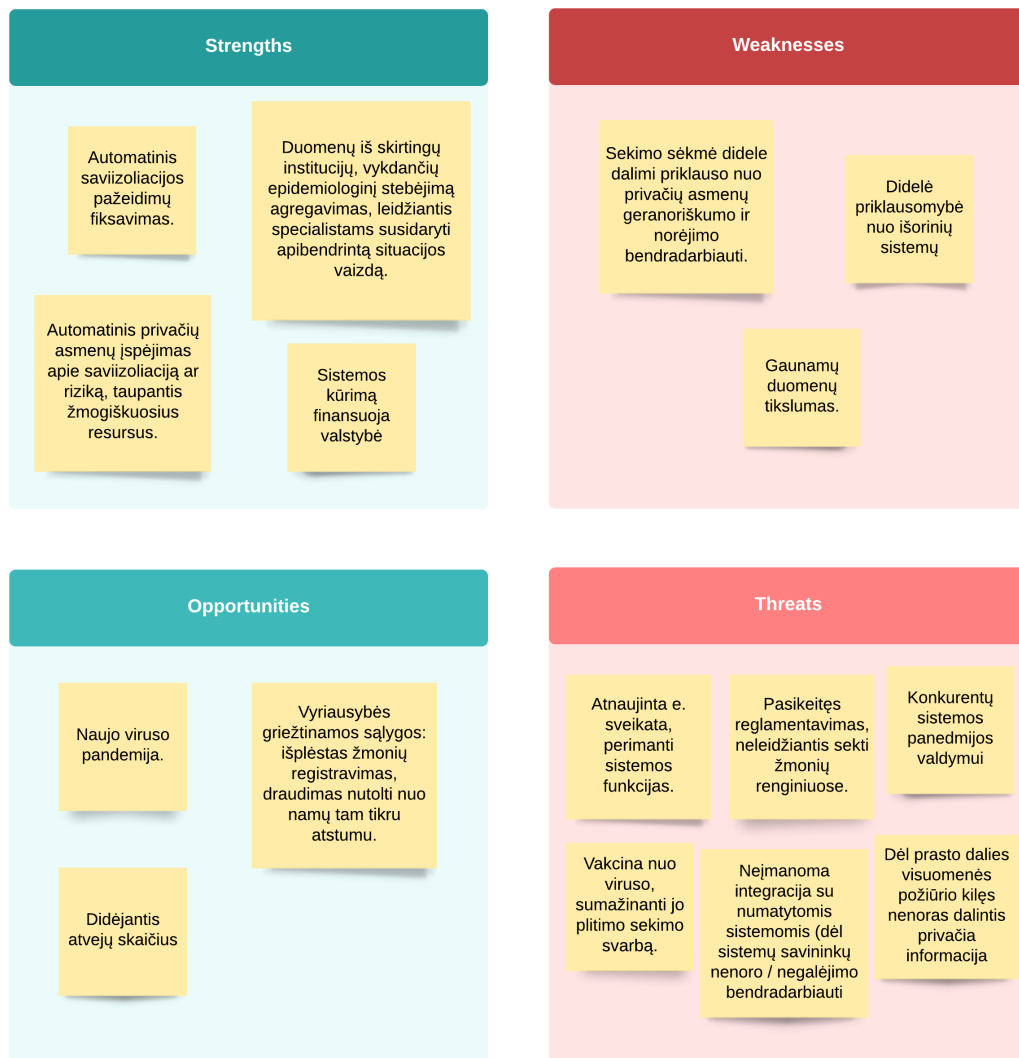 Strengths
Automatinis
saviizoliacijos
pažeidimų
fiksavimas.
Duomenų iš skirtingų
institucijų, vykdančių
epidemiologinį stebėjimą
agregavimas, leidžiantis
specialistams susidaryti
apibendrintą situacijos
vaizdą.
Automatinis privačių
asmenų įspėjimas
apie saviizoliaciją ar
riziką, taupantis
žmogiškuosius
resursus.
Sistemos
kūrimą
finansuoja
valstybė
Weaknesses
Sekimo sėkmė didele
dalimi priklauso nuo
privačių asmenų
geranoriškumo ir
norėjimo
bendradarbiauti.
Didelė
priklausomybė
nuo išorinių
sistemų
Gaunamų
duomenų
tikslumas.
Opportunities
Naujo viruso
pandemija.
Vyriausybės
griežtinamos sąlygos:
išplėstas žmonių
registravimas,
draudimas nutolti nuo
namų tam tikru
atstumu.
Didėjantis
atvejų skaičius
Threats
Atnaujinta e.
sveikata,
perimanti
sistemos
funkcijas.
Pasikeitęs
reglamentavimas,
neleidžiantis sekti
žmonių
renginiuose.
Konkurentų
sistemos
panedmijos
valdymui
Vakcina nuo
viruso,
sumažinanti jo
plitimo sekimo
svarbą.
Neįmanoma
integracija su
numatytomis
sistemomis (dėl
sistemų savininkų
nenoro / negalėjimo
bendradarbiauti
Dėl prasto dalies
visuomenės
požiūrio kilęs
nenoras dalintis
privačia
informacija